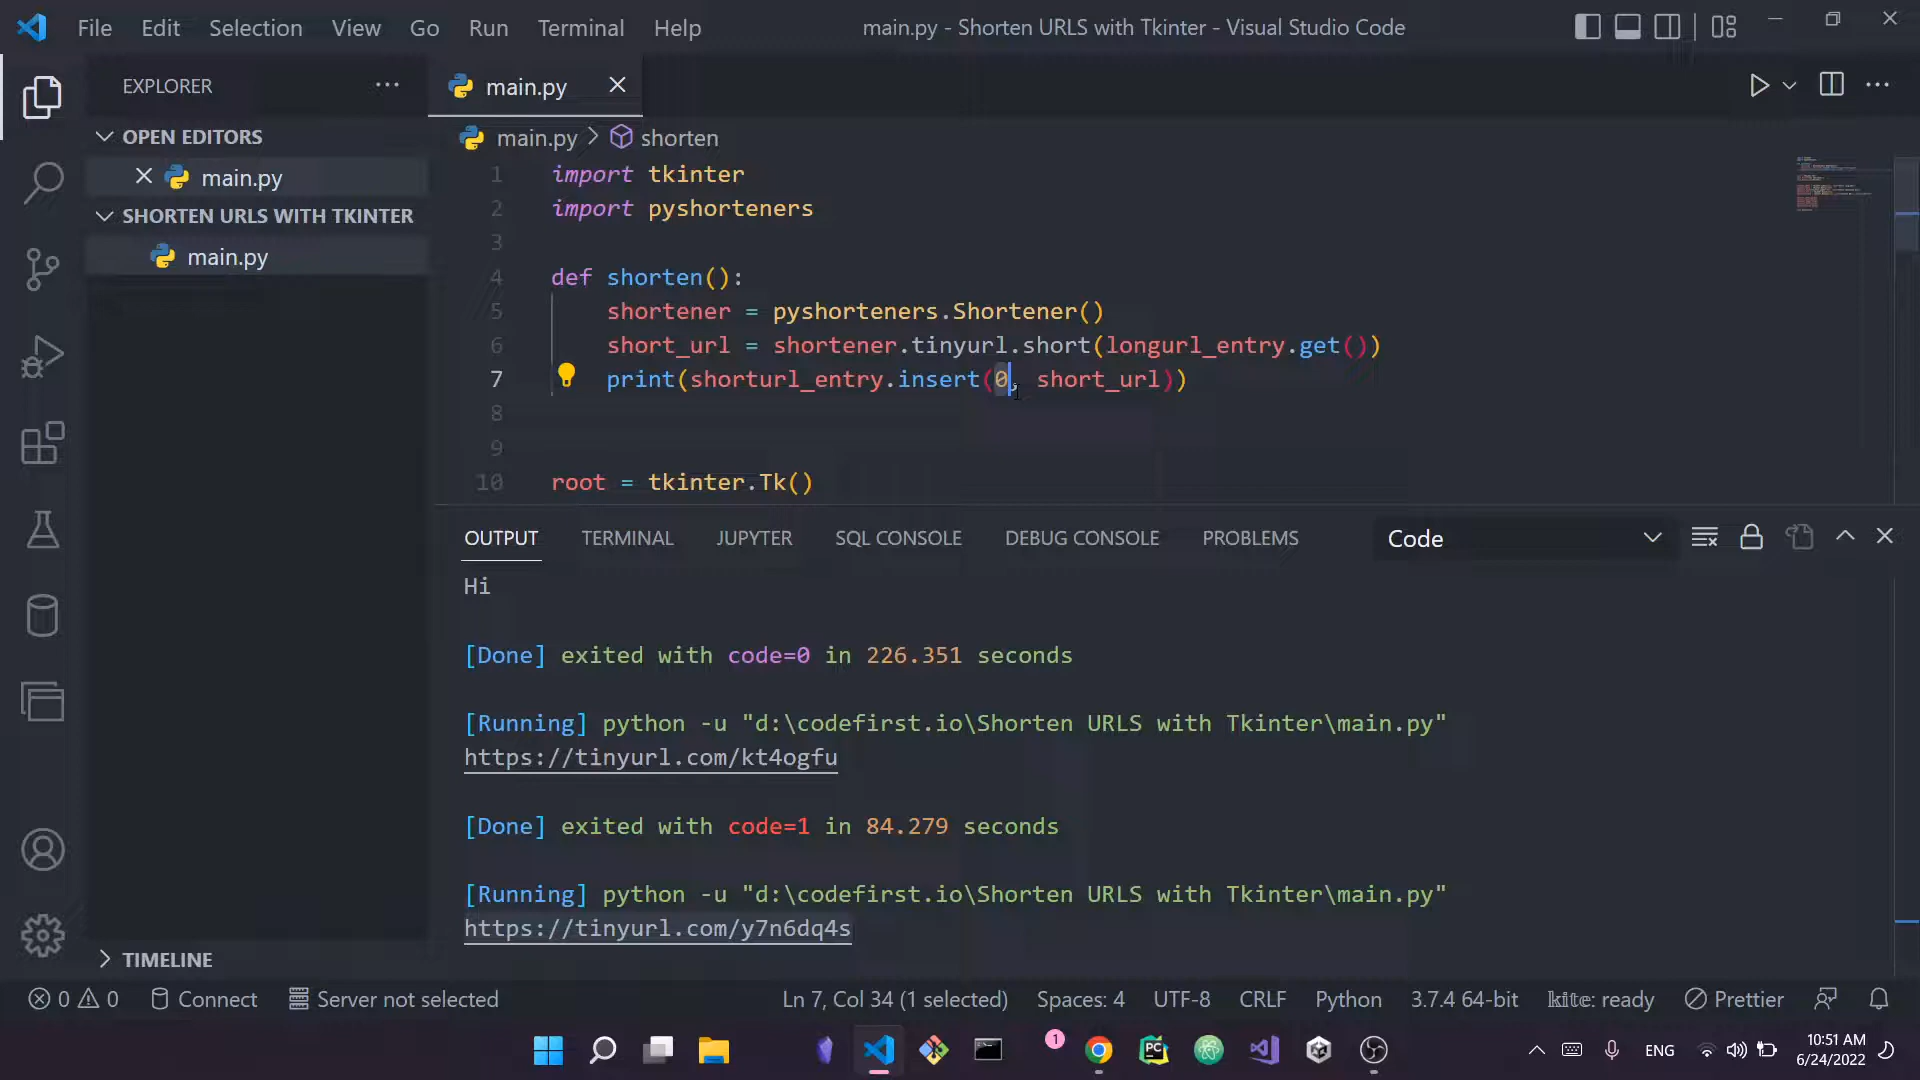 File Edit Selection View Go Run Terminal Help
main.py - Shorten URLS with Tkinter - Visual Studio Code
EXPLORER
OPEN EDITORS
main.py
SHORTEN URLS WITH TKINTER
main.py
TIMELINE
main.py
main.py > shorten
1 import tkinter
2 import pyshorteners
3
4 def shorten():
5 shortener = pyshorteners.Shortener()
6 short_url = shortener.tinyurl.short(longurl_entry.get())
7 print(shorturl_entry.insert(0, short_url))
8
9
10 root = tkinter.Tk()
OUTPUT TERMINAL JUPYTER SQL CONSOLE DEBUG CONSOLE PROBLEMS Code
Hi
[Done] exited with code=0 in 226.351 seconds
[Running] python -u "d:\codefirst.io\Shorten URLS with Tkinter\main.py"
https://tinyurl.com/kt4ogfu
[Done] exited with code=1 in 84.279 seconds
[Running] python -u "d:\codefirst.io\Shorten URLS with Tkinter\main.py"
https://tinyurl.com/y7n6dq4s
0 0 Connect Server not selected Ln 7, Col 34 (1 selected) Spaces: 4 UTF-8 CRLF Python 3.7.4 64-bit kite: ready Prettier
1 PC ENG 10:51 AM
6/24/2022